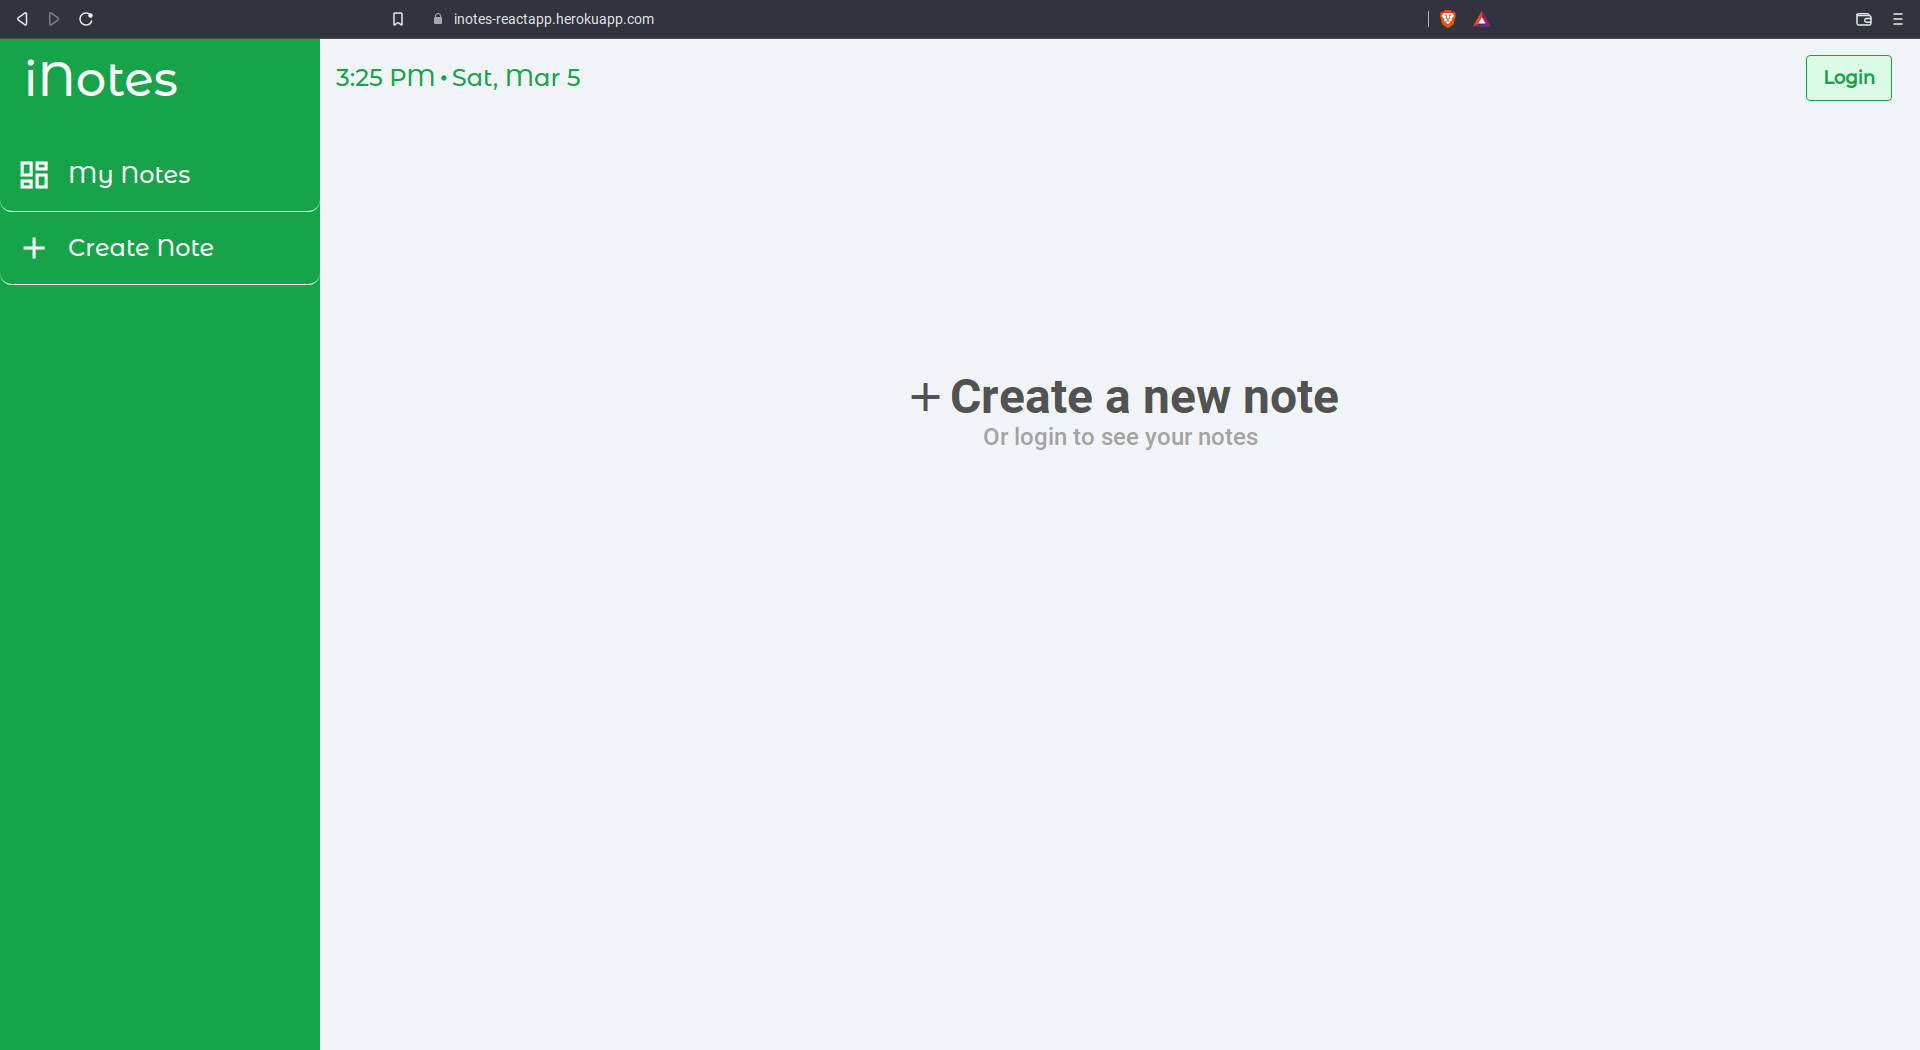 inotes-reactapp.herokuapp.com
iNotes
3:25 PM • Sat, Mar 5
Login
My Notes
Create Note
+ Create a new note
Or login to see your notes